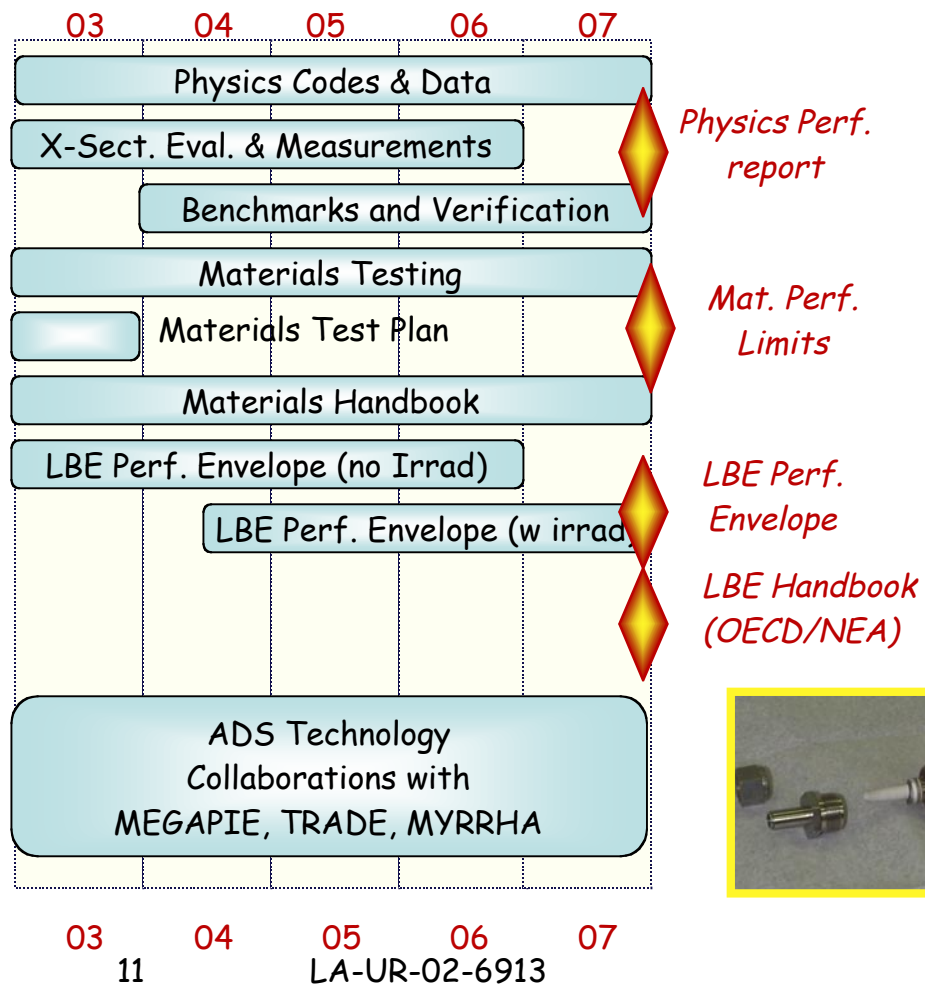 03 04 05 06 07
Physics Codes & Data
Physics Perf.
report
X-Sect. Eval. & Measurements
Benchmarks and Verification
Materials Testing
Mat. Perf.
Limits
Materials Test Plan
Materials Handbook
LBE Perf. Envelope (no Irrad)
LBE Perf.
Envelope
LBE Perf. Envelope (w irrad)
LBE Handbook
(OECD/NEA)
ADS Technology
Collaborations with
MEGAPIE, TRADE, MYRRHA
03 04 05 06 07
11 LA-UR-02-6913